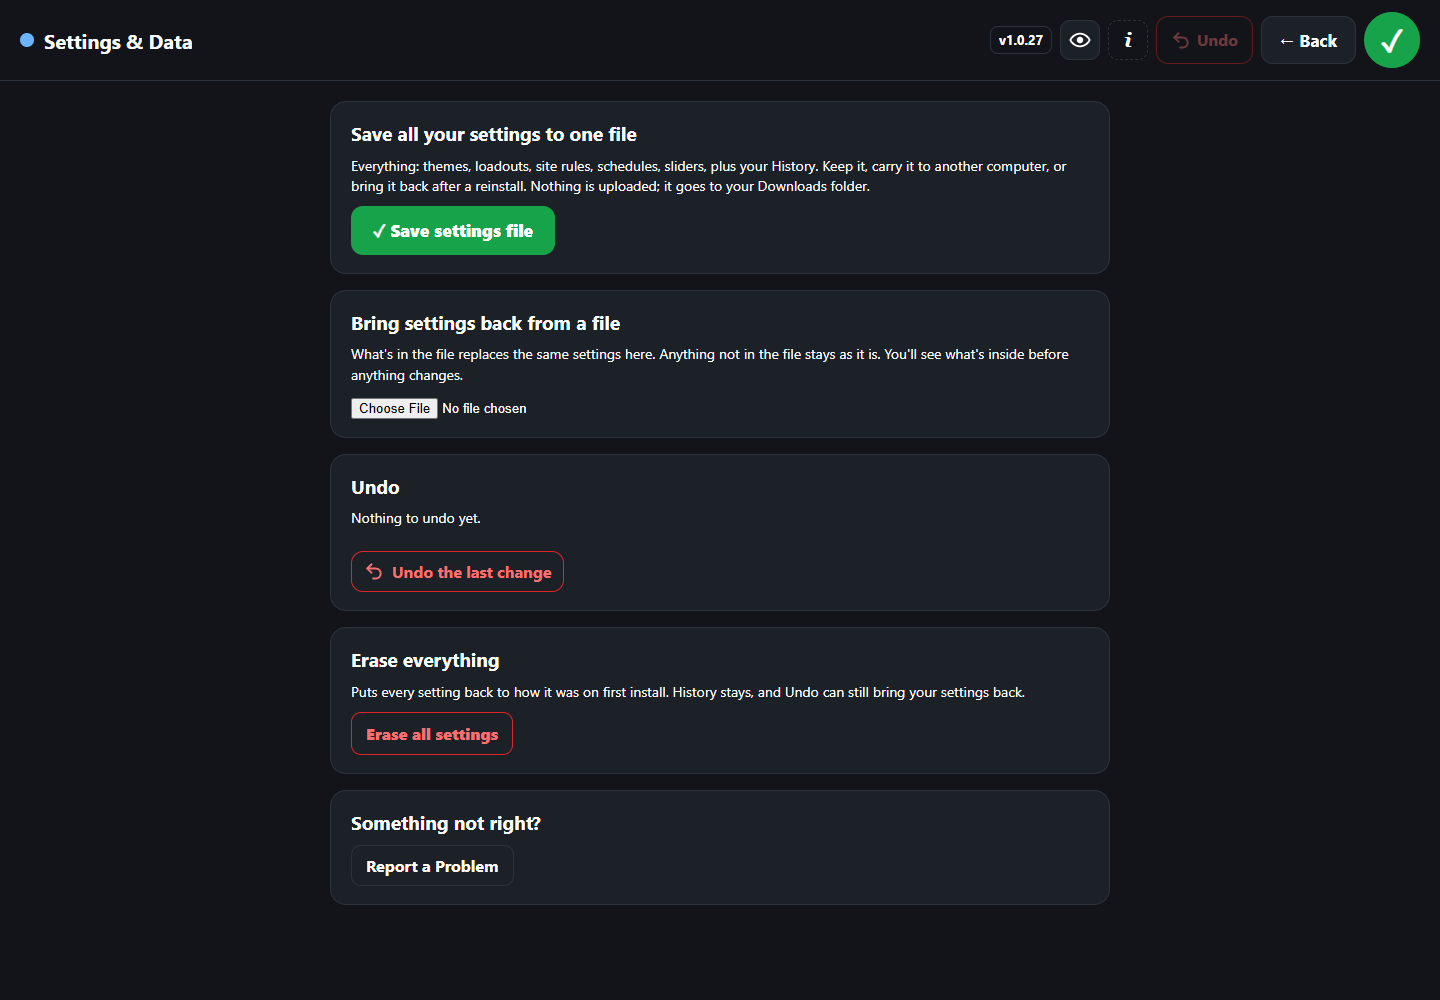 Settings & Data
v1.0.27
i
Undo
← Back
✓
Save all your settings to one file
Everything: themes, loadouts, site rules, schedules, sliders, plus your History. Keep it, carry it to another computer, or
bring it back after a reinstall. Nothing is uploaded; it goes to your Downloads folder.
✓ Save settings file
Bring settings back from a file
What's in the file replaces the same settings here. Anything not in the file stays as it is. You'll see what's inside before
anything changes.
Choose File No file chosen
Undo
Nothing to undo yet.
Undo the last change
Erase everything
Puts every setting back to how it was on first install. History stays, and Undo can still bring your settings back.
Erase all settings
Something not right?
Report a Problem